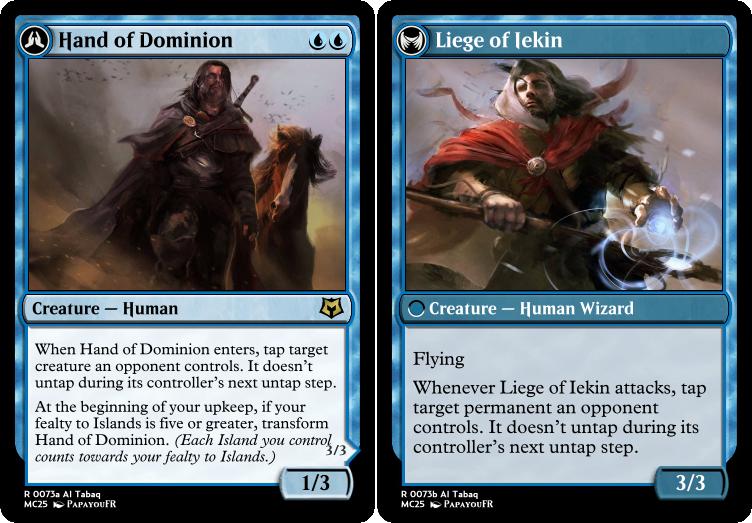 Hand of Dominion
Creature — Human
When Hand of Dominion enters, tap target
creature an opponent controls. It doesn't
untap during its controller's next untap step.
At the beginning of your upkeep, if your
fealty to Islands is five or greater, transform
Hand of Dominion. (Each Island you control
counts towards your fealty to Islands.)
3/3
1/3
R 0073a Al Tabaq
MC25 PapayouFR
Liege of Iekin
Creature — Human Wizard
Flying
Whenever Liege of Iekin attacks, tap
target permanent an opponent
controls. It doesn't untap during its
controller's next untap step.
3/3
R 0073b Al Tabaq
MC25 PapayouFR